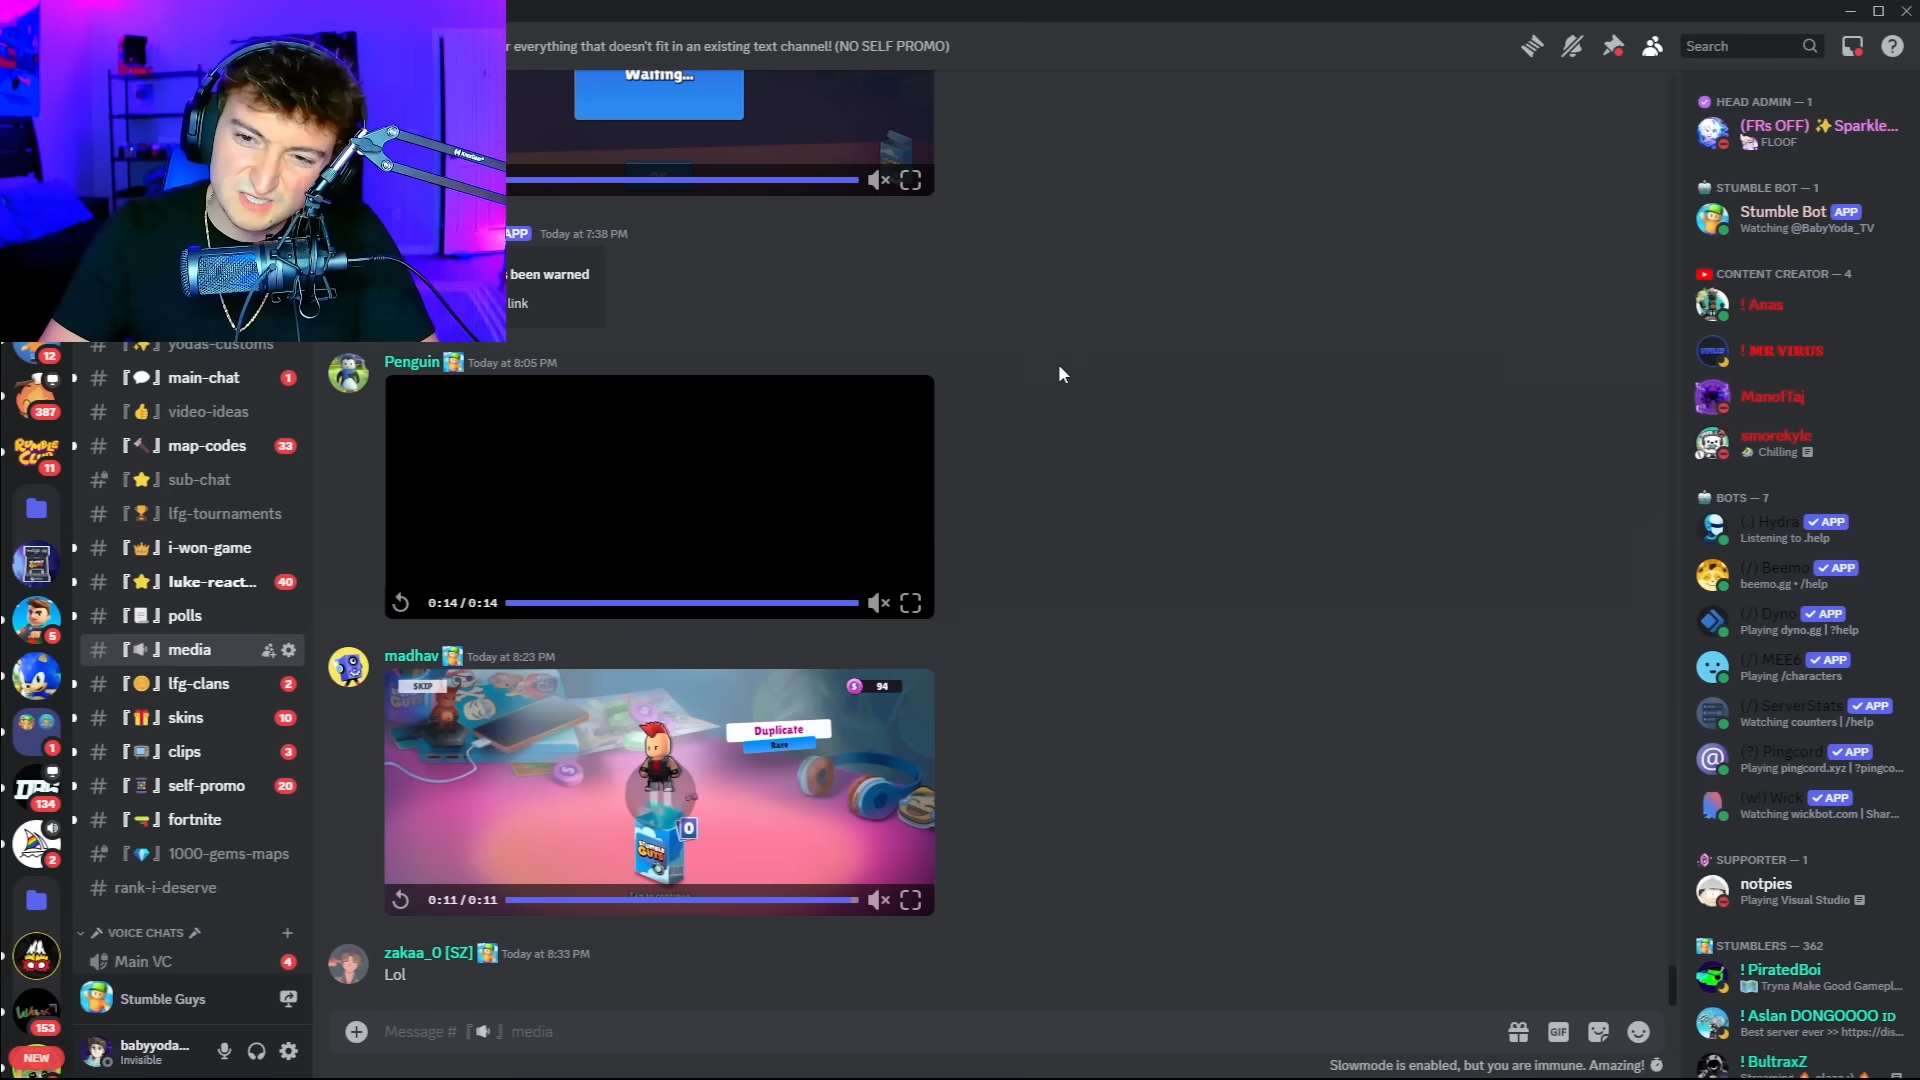 r everything that doesn't fit in an existing text channel! (NO SELF PROMO)
Search
Waiting...
APP Today at 7:38 PM
been warned
link
12
387
RUMBLE CLUB
11
5
1
134
2
153
NEW
# 『✨』 yodas-customs
# 『💬』 main-chat 1
# 『👍』 video-ideas
# 『🔨』 map-codes 33
# 『⭐』 sub-chat
# 『🏆』 lfg-tournaments
# 『👑』 i-won-game
# 『⭐』 luke-react... 40
# 『📃』 polls
# 『📢』 media
# 『🪙』 lfg-clans 2
# 『🎁』 skins 10
# 『📺』 clips 3
# 『📱』 self-promo 20
# 『🔫』 fortnite
# 『💎』 1000-gems-maps
# rank-i-deserve
VOICE CHATS
Main VC 4
Stumble Guys
babyyoda...
Invisible
Penguin Today at 8:05 PM
0:14/0:14
madhav Today at 8:23 PM
SKIP
94
Duplicate
Rare
0
STUMBLE GUYS
0:11/0:11
zakaa_0 [SZ] Today at 8:33 PM
Lol
Message # 『📢』 media
GIF
Slowmode is enabled, but you are immune. Amazing!
HEAD ADMIN — 1
(FRs OFF) ✨Sparkle...
FLOOF
STUMBLE BOT — 1
Stumble Bot APP
Watching @BabyYoda_TV
CONTENT CREATOR — 4
! Anas
! MR VIRUS
ManofTaj
smorekyle
Chilling
BOTS — 7
(.) Hydra ✓ APP
Listening to .help
(/) Beemo ✓ APP
beemo.gg • /help
(/) Dyno ✓ APP
Playing dyno.gg | ?help
(/) MEE6 ✓ APP
Playing /characters
(/) ServerStats ✓ APP
Watching counters | /help
(?) Pingcord ✓ APP
Playing pingcord.xyz | ?pingco...
(w!) Wick ✓ APP
Watching wickbot.com | Shar...
SUPPORTER — 1
notpies
Playing Visual Studio
STUMBLERS — 362
! PiratedBoi
Tryna Make Good Gamepl...
! Aslan DONGOOOO ID
Best server ever >> https://dis...
! BultraxZ